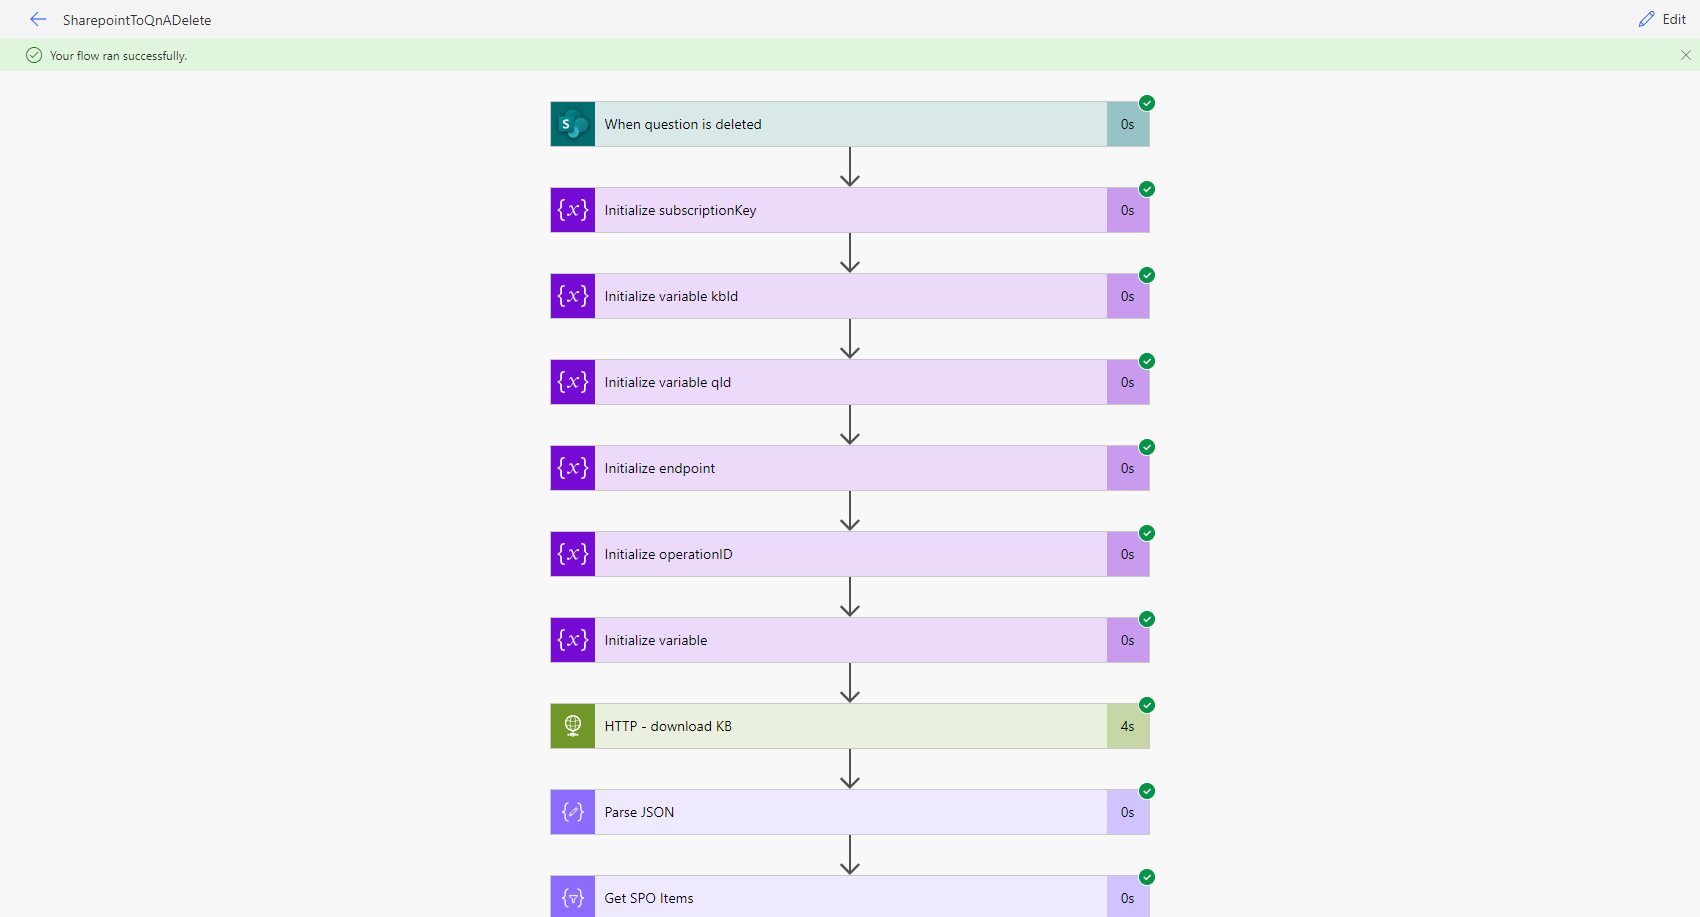 SharepointToQnADelete
Edit
Your flow ran successfully.
S
When question is deleted
0s
{x}
Initialize subscriptionKey
0s
{x}
Initialize variable kbId
0s
{x}
Initialize variable qId
0s
{x}
Initialize endpoint
0s
{x}
Initialize operationID
0s
{x}
Initialize variable
0s
HTTP - download KB
4s
Parse JSON
0s
Get SPO Items
0s